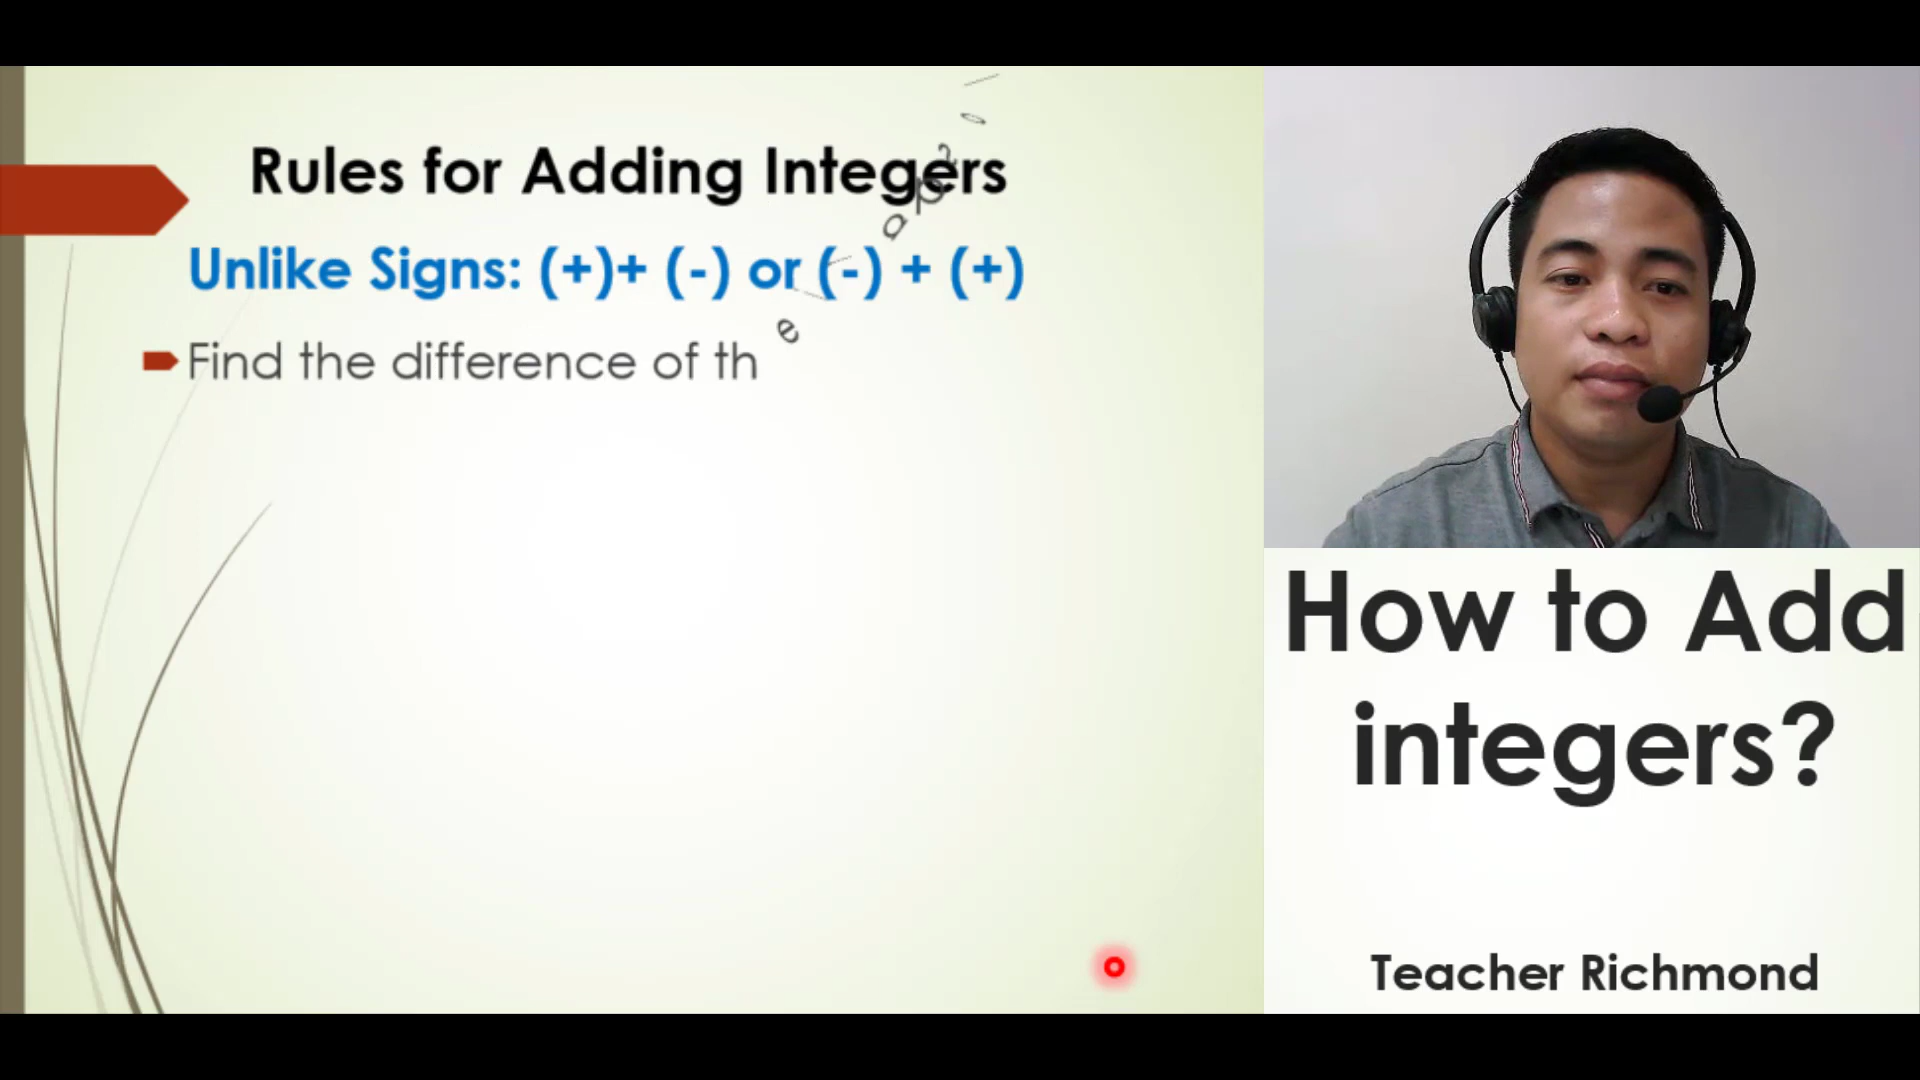 Rules for Adding Integers
Unlike Signs: (+)+ (-) or (-) + (+)
Find the difference of th e
How to Add
integers?
Teacher Richmond